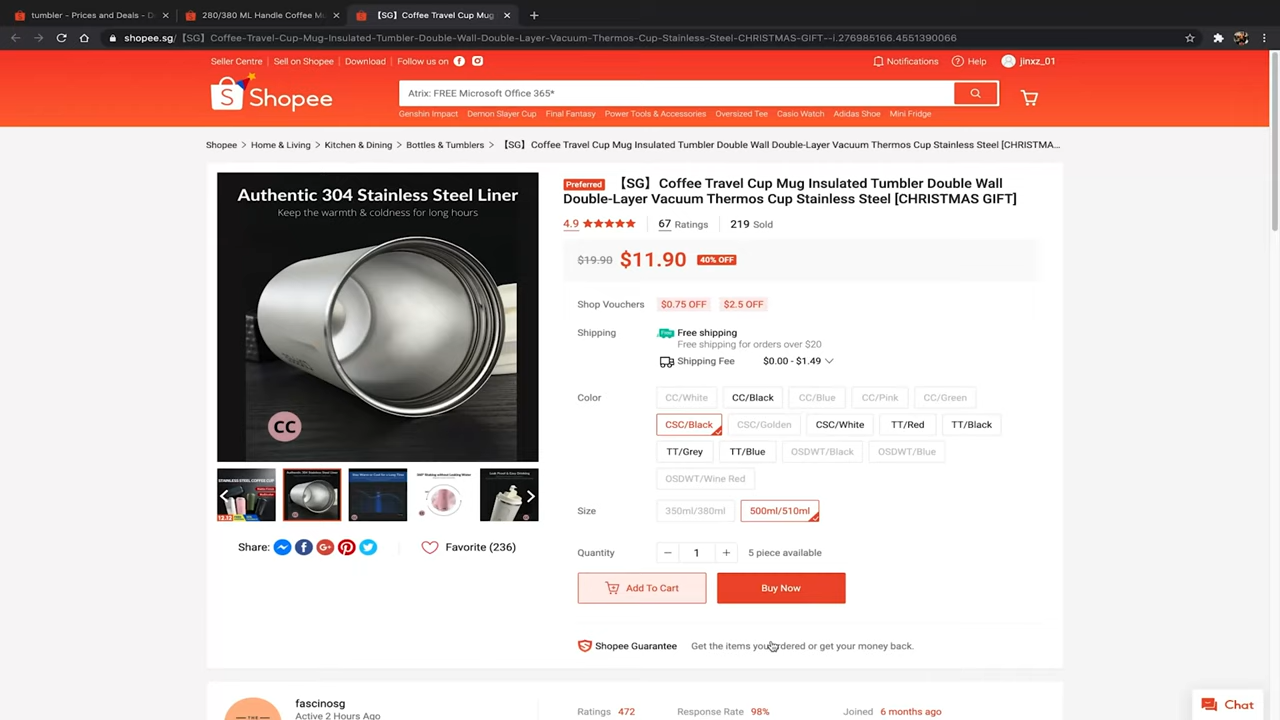 tumbler - Prices and Deals - D
280/380 ML Handle Coffee Mu
【SG】Coffee Travel Cup Mug
shopee.sg/【SG】Coffee-Travel-Cup-Mug-Insulated-Tumbler-Double-Wall-Double-Layer-Vacuum-Thermos-Cup-Stainless-Steel-CHRISTMAS-GIFT--i.276985166.4551390066
Seller Centre Sell on Shopee Download Follow us on
Notifications Help jinxz_01
Shopee
Atrix: FREE Microsoft Office 365*
Genshin Impact Demon Slayer Cup Final Fantasy Power Tools & Accessories Oversized Tee Casio Watch Adidas Shoe Mini Fridge
Shopee > Home & Living > Kitchen & Dining > Bottles & Tumblers > 【SG】Coffee Travel Cup Mug Insulated Tumbler Double Wall Double-Layer Vacuum Thermos Cup Stainless Steel [CHRISTMA...
Authentic 304 Stainless Steel Liner
Keep the warmth & coldness for long hours
CC
Share:
Favorite (236)
Preferred 【SG】Coffee Travel Cup Mug Insulated Tumbler Double Wall
Double-Layer Vacuum Thermos Cup Stainless Steel [CHRISTMAS GIFT]
4.9 67 Ratings 219 Sold
$19.90 $11.90 40% OFF
Shop Vouchers $0.75 OFF $2.5 OFF
Shipping Free shipping
Free shipping for orders over $20
Shipping Fee $0.00 - $1.49
Color CC/White CC/Black CC/Blue CC/Pink CC/Green
CSC/Black CSC/Golden CSC/White TT/Red TT/Black
TT/Grey TT/Blue OSDWT/Black OSDWT/Blue
OSDWT/Wine Red
Size 350ml/380ml 500ml/510ml
Quantity 1 5 piece available
Add To Cart Buy Now
Shopee Guarantee Get the items you ordered or get your money back.
fascinosg
Active 2 Hours Ago
Ratings 472 Response Rate 98% Joined 6 months ago
Chat